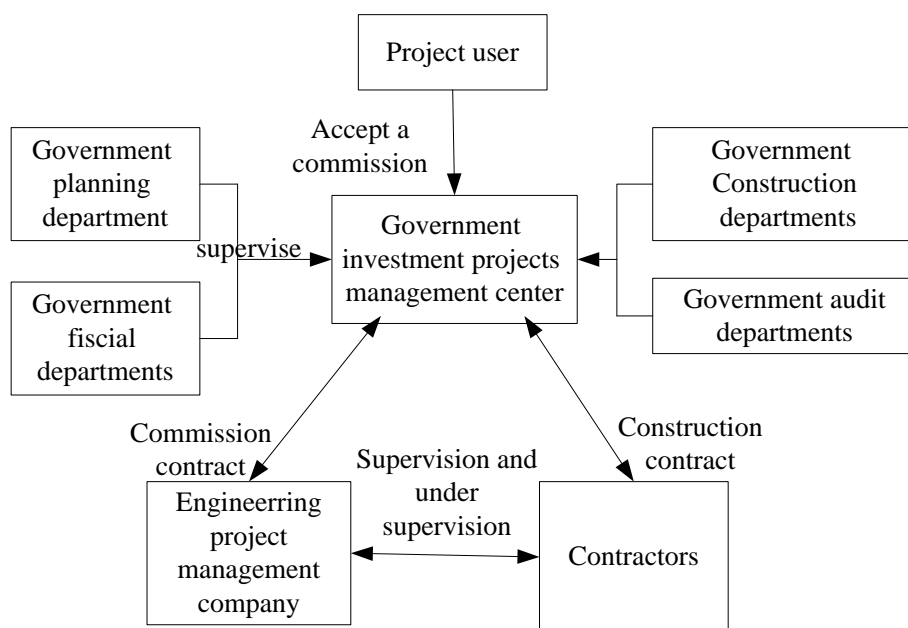 Project user
Accept a
commission
Government
planning
department
Government
Construction
departments
supervise
Government
investment projects
management center
Government
fiscial
departments
Government audit
departments
Commission
contract
Construction
contract
Supervision and
under
supervision
Engineerring
project
management
company
Contractors